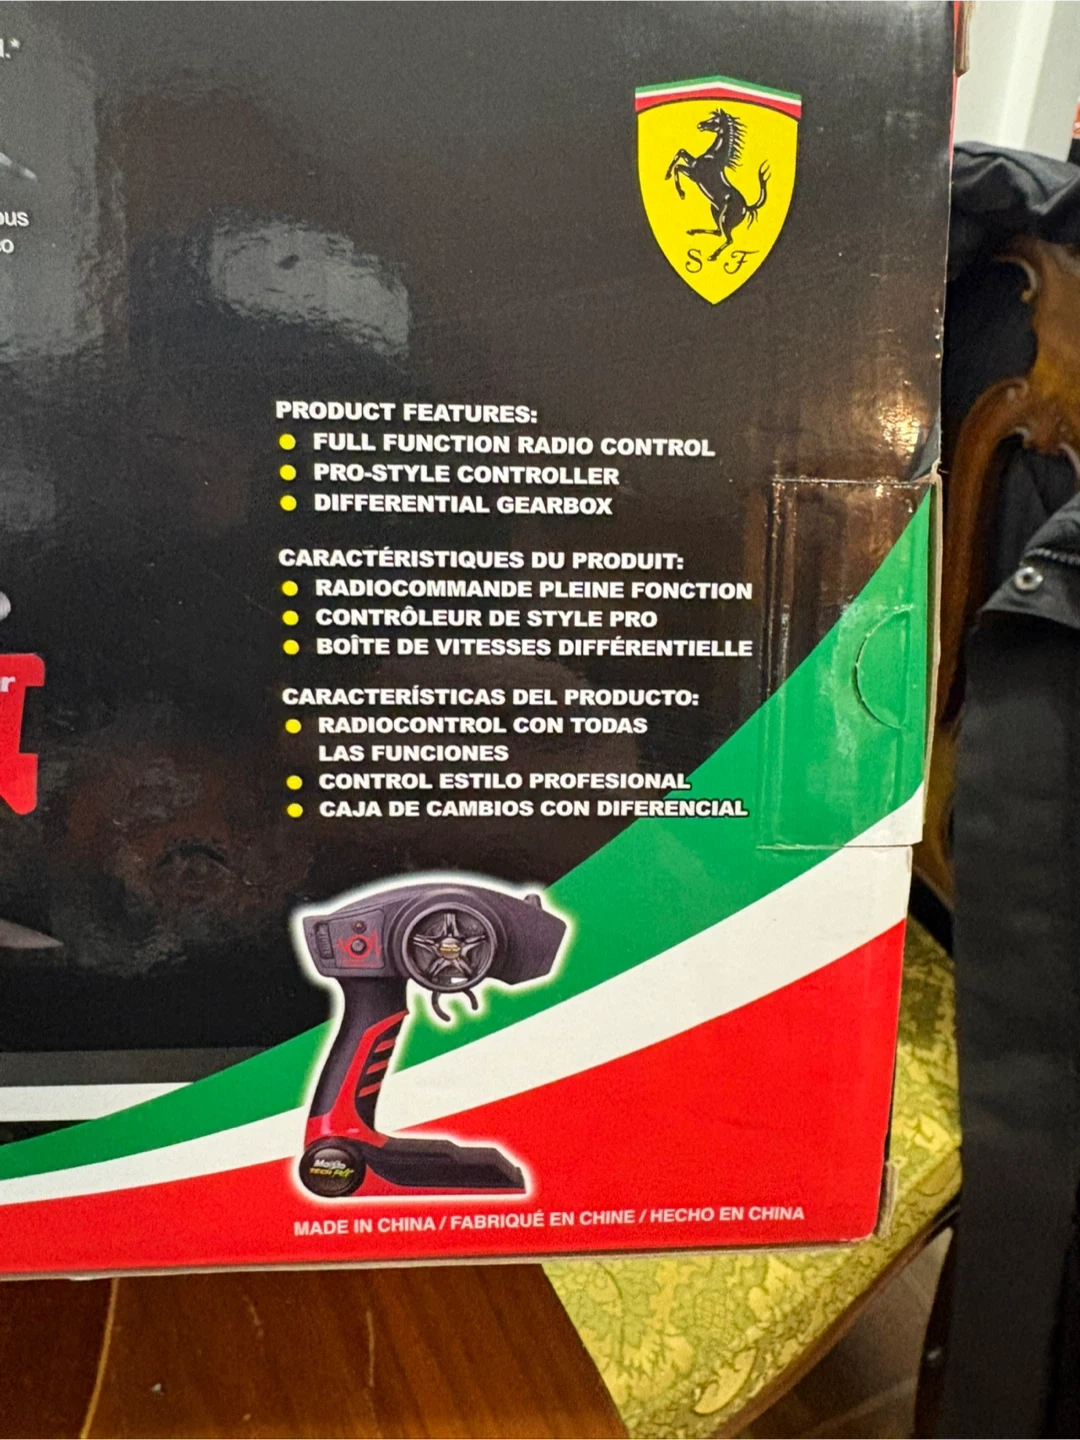 S F
PRODUCT FEATURES:
FULL FUNCTION RADIO CONTROL
PRO-STYLE CONTROLLER
DIFFERENTIAL GEARBOX
CARACTÉRISTIQUES DU PRODUIT:
RADIOCOMMANDE PLEINE FONCTION
CONTRÔLEUR DE STYLE PRO
BOÎTE DE VITESSES DIFFÉRENTIELLE
CARACTERÍSTICAS DEL PRODUCTO:
RADIOCONTROL CON TODAS
LAS FUNCIONES
CONTROL ESTILO PROFESIONAL
CAJA DE CAMBIOS CON DIFERENCIAL
Maisto
TECH R/C
MADE IN CHINA / FABRIQUÉ EN CHINE / HECHO EN CHINA